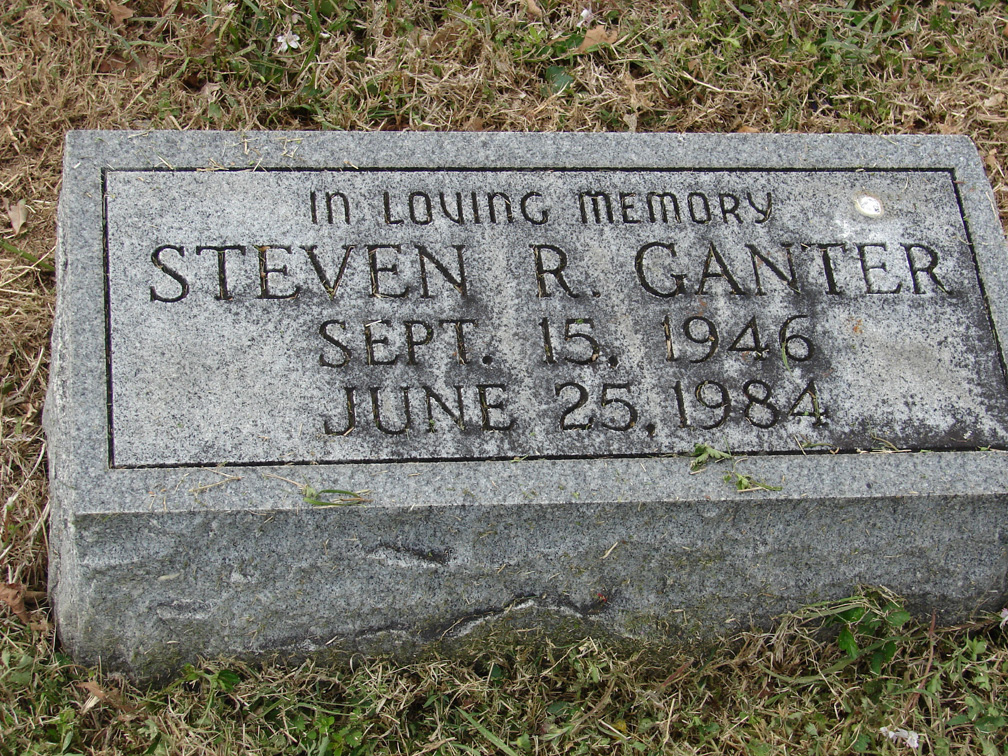 IN LOVING MEMORY
STEVEN R. GANTER
SEPT. 15, 1946
JUNE 25, 1984